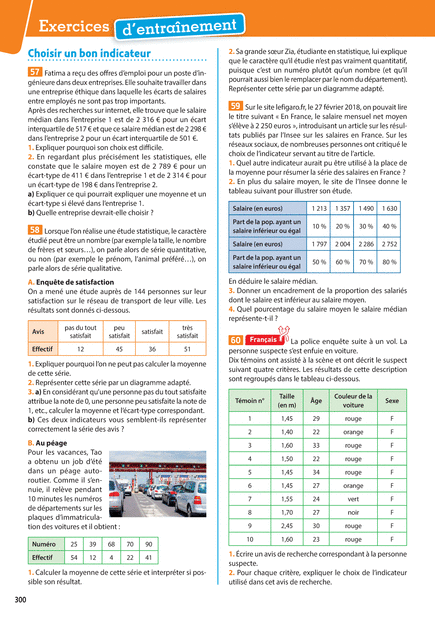 Exercices d'entraînement
Choisir un bon indicateur
57 Fatima a reçu des offres d'emploi pour un poste d'in-
génieure dans deux entreprises. Elle souhaite travailler dans
une entreprise éthique dans laquelle les écarts de salaires
entre employés ne sont pas trop importants.
Après des recherches sur internet, elle trouve que le salaire
médian dans l'entreprise 1 est de 2 316 € pour un écart
interquartile de 517 € et que ce salaire médian est de 2 298 €
dans l'entreprise 2 pour un écart interquartile de 501 €.
1. Expliquer pourquoi son choix est difficile.
2. En regardant plus précisément les statistiques, elle
constate que le salaire moyen est de 2 789 € pour un
écart-type de 411 € dans l'entreprise 1 et de 2 314 € pour
un écart-type de 198 € dans l'entreprise 2.
a) Expliquer ce qui pourrait expliquer une moyenne et un
écart-type si élevés dans l'entreprise 1.
b) Quelle entreprise devrait-elle choisir ?
58 Lorsque l'on réalise une étude statistique, le caractère
étudié peut être un nombre (par exemple la taille, le nombre
de frères et sœurs...), on parle alors de série quantitative,
ou non (par exemple le prénom, l'animal préféré...), on
parle alors de série qualitative.
A. Enquête de satisfaction
On a mené une étude auprès de 144 personnes sur leur
satisfaction sur le réseau de transport de leur ville. Les
résultats sont donnés ci-dessous.
Avis pas du tout satisfait peu satisfait satisfait très satisfait
Effectif 12 45 36 51
1. Expliquer pourquoi l'on ne peut pas calculer la moyenne
de cette série.
2. Représenter cette série par un diagramme adapté.
3. a) En considérant qu'une personne pas du tout satisfaite
attribue la note de 0, une personne peu satisfaite la note de
1, etc., calculer la moyenne et l'écart-type correspondant.
b) Ces deux indicateurs vous semblent-ils représenter
correctement la série des avis ?
B. Au péage
Pour les vacances, Tao
a obtenu un job d'été
dans un péage auto-
routier. Comme il s'en-
nuie, il relève pendant
10 minutes les numéros
de départements sur les
plaques d'immatricula-
tion des voitures et il obtient :
Numéro 25 39 68 70 90
Effectif 54 12 4 22 41
1. Calculer la moyenne de cette série et interpréter si pos-
sible son résultat.
2. Sa grande sœur Zia, étudiante en statistique, lui explique
que le caractère qu'il étudie n'est pas vraiment quantitatif,
puisque c'est un numéro plutôt qu'un nombre (et qu'il
pourrait aussi bien le remplacer par le nom du département).
Représenter cette série par un diagramme adapté.
59 Sur le site lefigaro.fr, le 27 février 2018, on pouvait lire
le titre suivant « En France, le salaire mensuel net moyen
s'élève à 2 250 euros », introduisant un article sur les résul-
tats publiés par l'Insee sur les salaires en France. Sur les
réseaux sociaux, de nombreuses personnes ont critiqué le
choix de l'indicateur servant au titre de l'article.
1. Quel autre indicateur aurait pu être utilisé à la place de
la moyenne pour résumer la série des salaires en France ?
2. En plus du salaire moyen, le site de l'Insee donne le
tableau suivant pour illustrer son étude.
Salaire (en euros) 1 213 1 357 1 490 1 630
Part de la pop. ayant un salaire inférieur ou égal 10 % 20 % 30 % 40 %
Salaire (en euros) 1 797 2 004 2 286 2 752
Part de la pop. ayant un salaire inférieur ou égal 50 % 60 % 70 % 80 %
En déduire le salaire médian.
3. Donner un encadrement de la proportion des salariés
dont le salaire est inférieur au salaire moyen.
4. Quel pourcentage du salaire moyen le salaire médian
représente-t-il ?
60 Français La police enquête suite à un vol. La
personne suspecte s'est enfuie en voiture.
Dix témoins ont assisté à la scène et ont décrit le suspect
suivant quatre critères. Les résultats de cette description
sont regroupés dans le tableau ci-dessous.
Témoin n° Taille (en m) Âge Couleur de la voiture Sexe
1 1,45 29 rouge F
2 1,40 22 orange F
3 1,60 33 rouge F
4 1,50 22 rouge F
5 1,45 34 rouge F
6 1,45 27 orange F
7 1,55 24 vert F
8 1,70 27 noir F
9 2,45 30 rouge F
10 1,60 23 rouge F
1. Écrire un avis de recherche correspondant à la personne
suspecte.
2. Pour chaque critère, expliquer le choix de l'indicateur
utilisé dans cet avis de recherche.
300